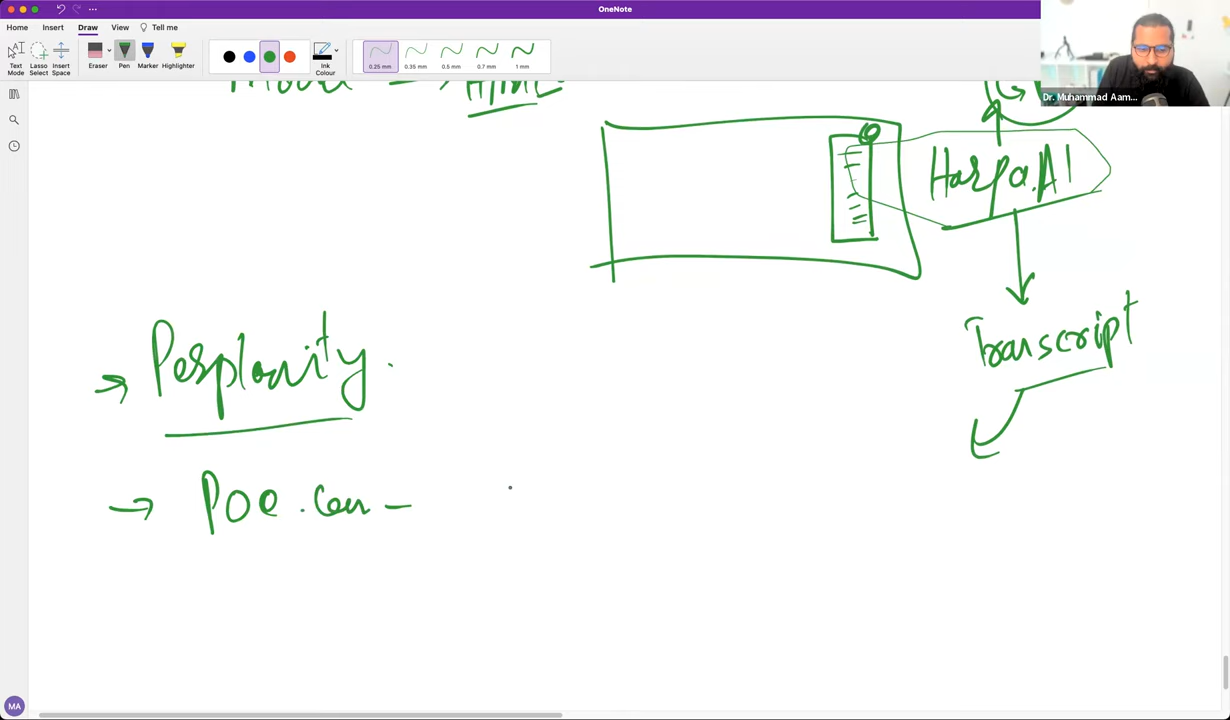 OneNote
Home Insert Draw View Tell me
Text Mode
Lasso Select
Insert Space
Eraser
Pen
Marker
Highlighter
Ink Colour
0.25 mm
0.35 mm
0.5 mm
0.7 mm
1 mm
Dr. Muhammad Aam...
HTML
Harpa.AI
Transcript
→ Perplexity.
→ Poe.com -
MA